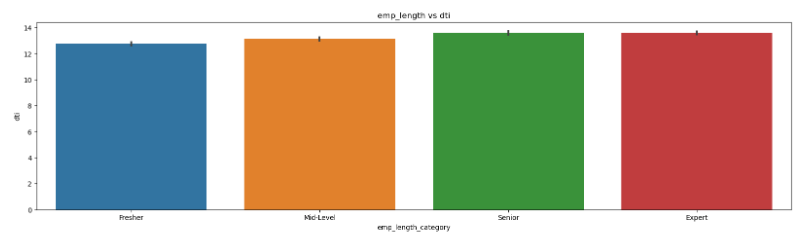 emp_length vs dti
14
12
10
8
6
4
2
0
dti
Fresher Mid-Level Senior Expert
emp_length_category